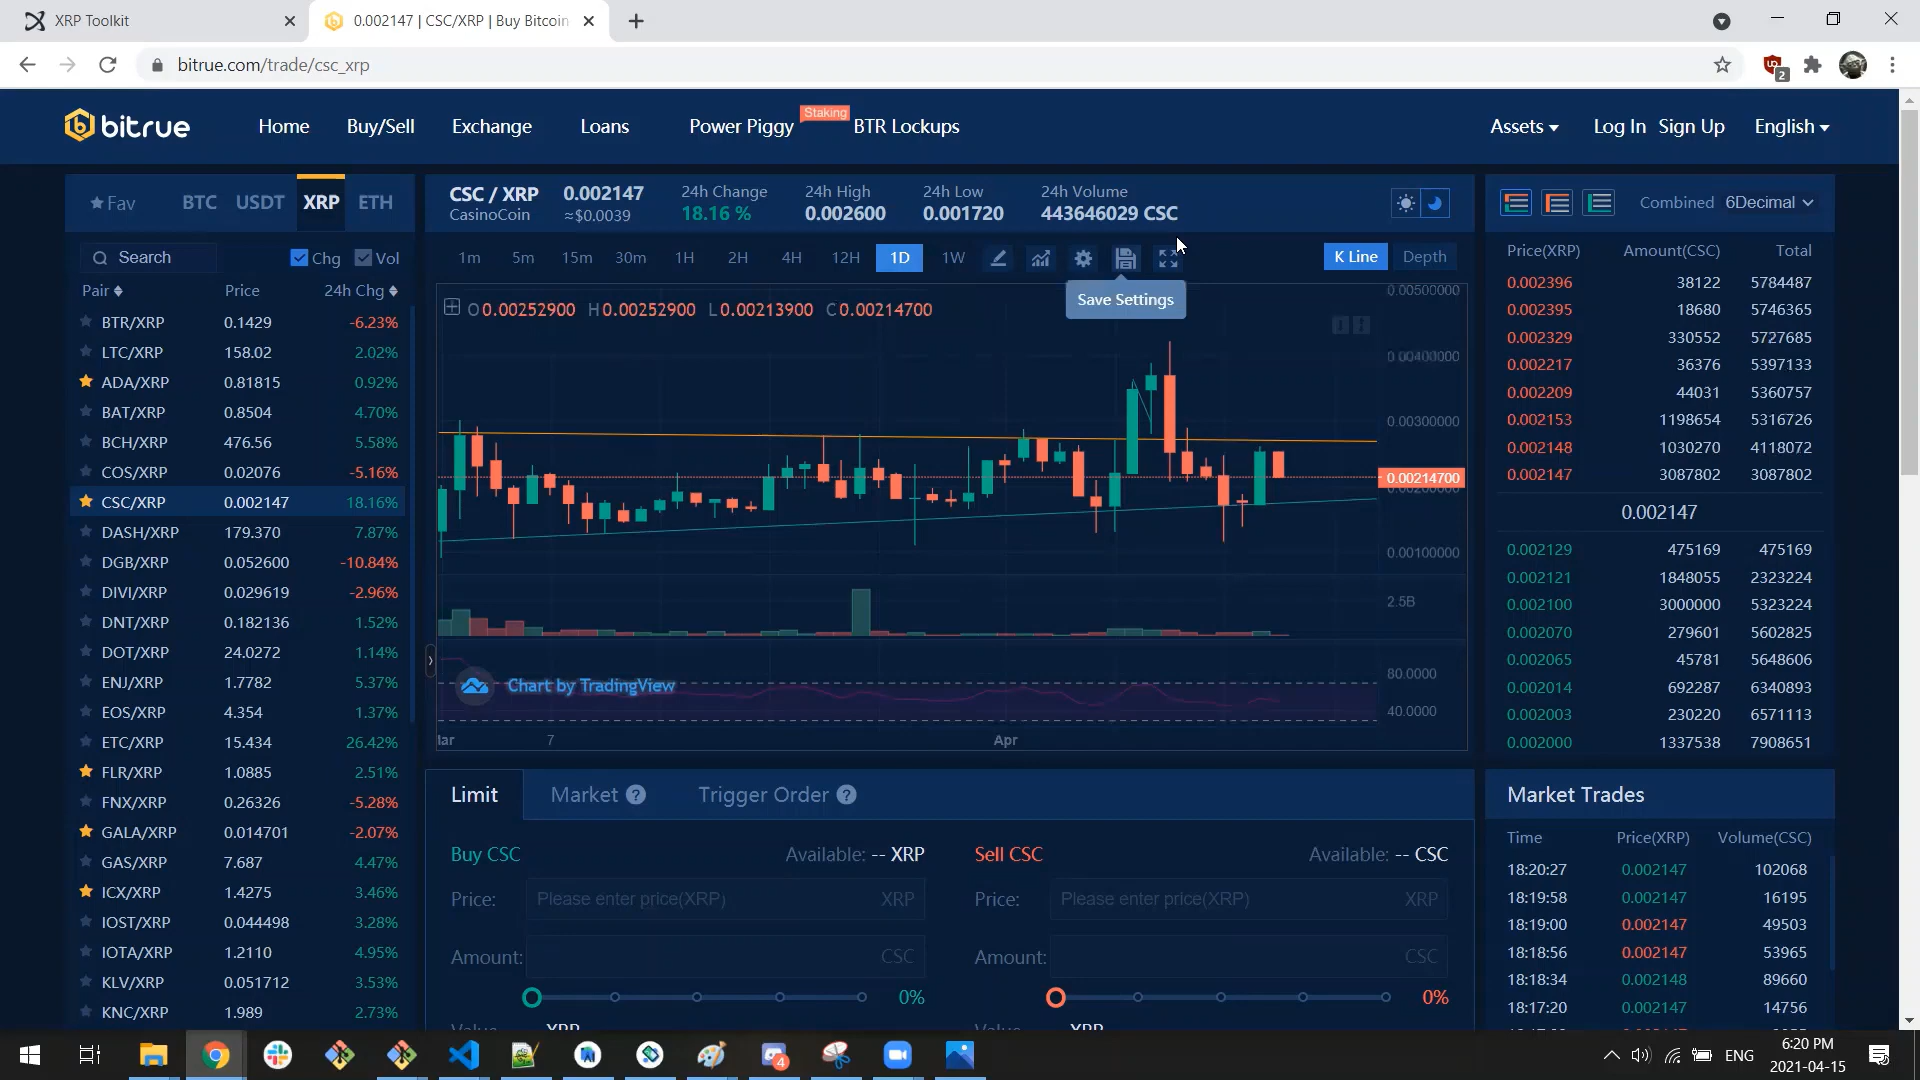 XRP Toolkit
0.002147 | CSC/XRP | Buy Bitcoin
bitrue.com/trade/csc_xrp
2
bitrue
Home
Buy/Sell
Exchange
Loans
Power Piggy
Staking
BTR Lockups
Assets
Log In
Sign Up
English
Fav BTC USDT XRP ETH
Search
Chg
Vol
Pair Price 24h Chg
BTR/XRP 0.1429 -6.23%
LTC/XRP 158.02 2.02%
ADA/XRP 0.81815 0.92%
BAT/XRP 0.8504 4.70%
BCH/XRP 476.56 5.58%
COS/XRP 0.02076 -5.16%
CSC/XRP 0.002147 18.16%
DASH/XRP 179.370 7.87%
DGB/XRP 0.052600 -10.84%
DIVI/XRP 0.029619 -2.96%
DNT/XRP 0.182136 1.52%
DOT/XRP 24.0272 1.14%
ENJ/XRP 1.7782 5.37%
EOS/XRP 4.354 1.37%
ETC/XRP 15.434 26.42%
FLR/XRP 1.0885 2.51%
FNX/XRP 0.26326 -5.28%
GALA/XRP 0.014701 -2.07%
GAS/XRP 7.687 4.47%
ICX/XRP 1.4275 3.46%
IOST/XRP 0.044498 3.28%
IOTA/XRP 1.2110 4.95%
KLV/XRP 0.051712 3.53%
KNC/XRP 1.989 2.73%
CSC / XRP 0.002147 24h Change 24h High 24h Low 24h Volume
CasinoCoin ≈$0.0039 18.16 % 0.002600 0.001720 443646029 CSC
1m 5m 15m 30m 1H 2H 4H 12H 1D 1W
K Line Depth
Save Settings
O 0.00252900 H 0.00252900 L 0.00213900 C 0.00214700
0.00500000
0.00400000
0.00300000
0.00214700
0.00200000
0.00100000
2.5B
80.0000
40.0000
Chart by TradingView
lar 7 Apr
Limit Market ? Trigger Order ?
Buy CSC Available: -- XRP
Price: Please enter price(XRP) XRP
Amount: CSC
0%
Value XRP
Sell CSC Available: -- CSC
Price: Please enter price(XRP) XRP
Amount: CSC
0%
Value XRP
Combined 6Decimal
Price(XRP) Amount(CSC) Total
0.002396 38122 5784487
0.002395 18680 5746365
0.002329 330552 5727685
0.002217 36376 5397133
0.002209 44031 5360757
0.002153 1198654 5316726
0.002148 1030270 4118072
0.002147 3087802 3087802
0.002147
0.002129 475169 475169
0.002121 1848055 2323224
0.002100 3000000 5323224
0.002070 279601 5602825
0.002065 45781 5648606
0.002014 692287 6340893
0.002003 230220 6571113
0.002000 1337538 7908651
Market Trades
Time Price(XRP) Volume(CSC)
18:20:27 0.002147 102068
18:19:58 0.002147 16195
18:19:00 0.002147 49503
18:18:56 0.002147 53965
18:18:34 0.002148 89660
18:17:20 0.002147 14756
4
ENG
6:20 PM
2021-04-15